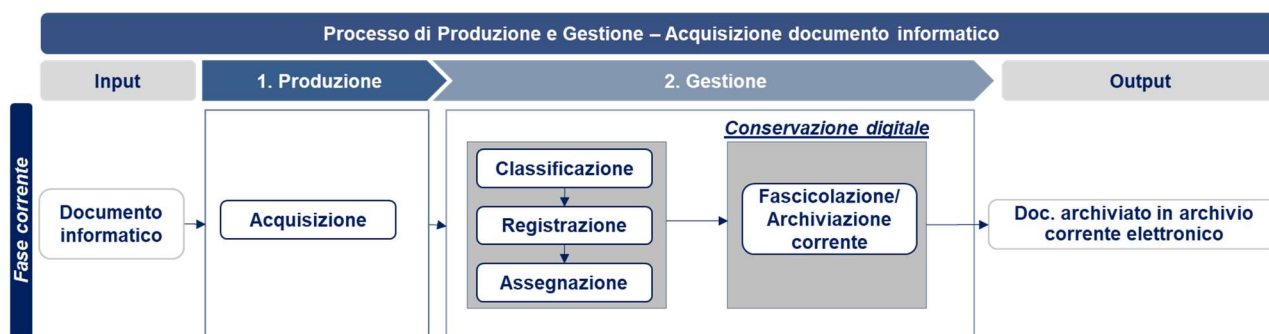 Processo di Produzione e Gestione – Acquisizione documento informatico
Input
1. Produzione
2. Gestione
Output
Fase corrente
Documento
informatico
Acquisizione
Classificazione
Registrazione
Assegnazione
Conservazione digitale
Fascicolazione/
Archiviazione
corrente
Doc. archiviato in archivio
corrente elettronico